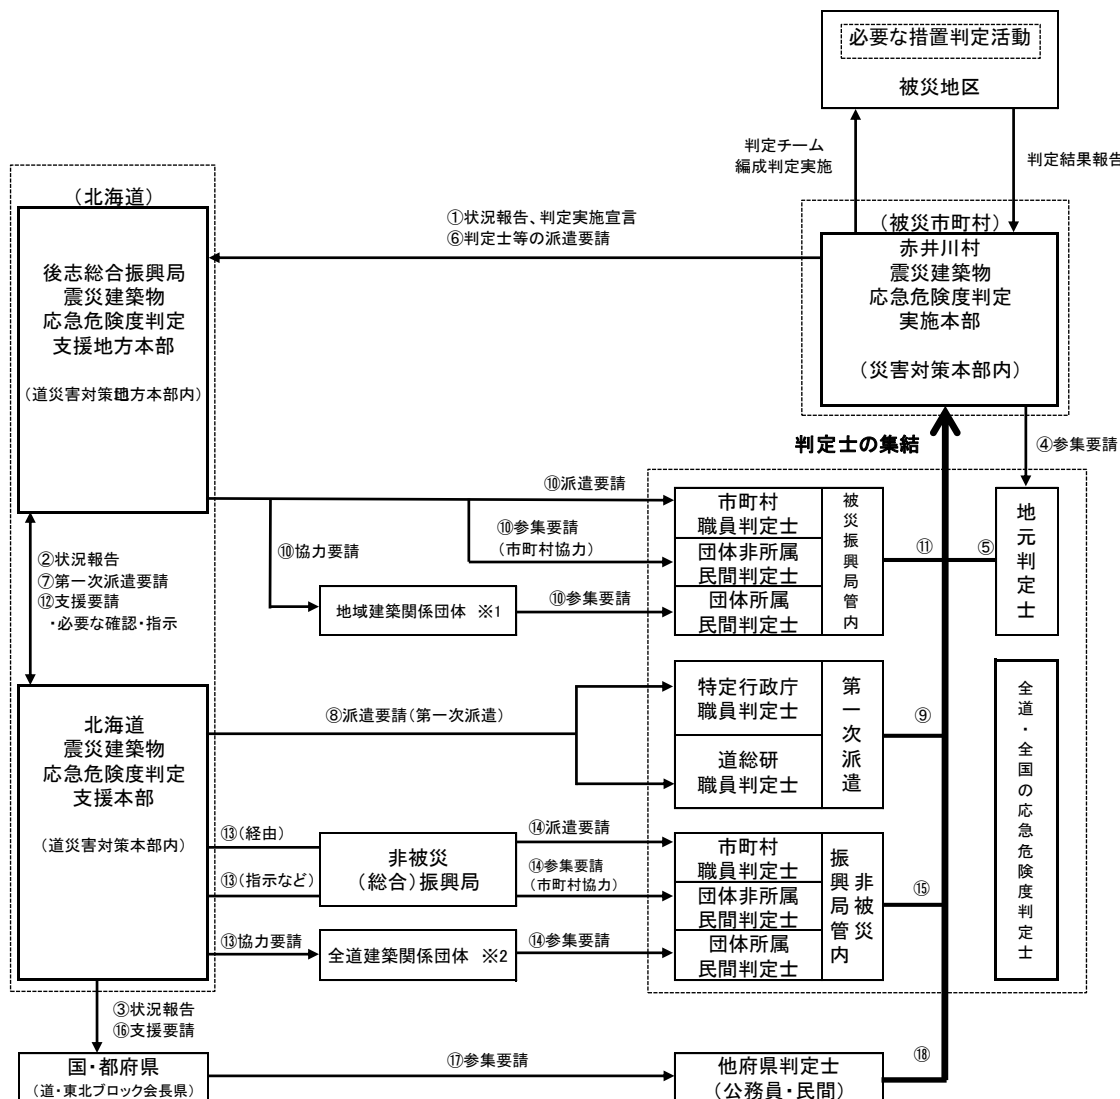 必要な措置判定活動
被災地区
判定チーム
編成判定実施
判定結果報告
（北海道）
後志総合振興局
震災建築物
応急危険度判定
支援地方本部
（道災害対策地方本部内）
①状況報告、判定実施宣言
⑥判定士等の派遣要請
（被災市町村）
赤井川村
震災建築物
応急危険度判定
実施本部
（災害対策本部内）
判定士の集結
④参集要請
⑩派遣要請
⑩参集要請
（市町村協力）
⑩協力要請
地域建築関係団体 ※1
⑩参集要請
市町村
職員判定士
団体非所属
民間判定士
団体所属
民間判定士
被災振興局管内
⑪
⑤
地元判定士
②状況報告
⑦第一次派遣要請
⑫支援要請
・必要な確認・指示
北海道
震災建築物
応急危険度判定
支援本部
（道災害対策本部内）
⑧派遣要請（第一次派遣）
特定行政庁
職員判定士
道総研
職員判定士
第一次派遣
⑨
全道・全国の応急危険度判定士
⑬（経由）
⑬（指示など）
非被災
（総合）振興局
⑭派遣要請
⑭参集要請
（市町村協力）
⑬協力要請
全道建築関係団体 ※2
⑭参集要請
市町村
職員判定士
団体非所属
民間判定士
団体所属
民間判定士
非被災
振興局管内
⑮
③状況報告
⑯支援要請
国・都府県
（道・東北ブロック会長県）
⑰参集要請
他府県判定士
（公務員・民間）
⑱